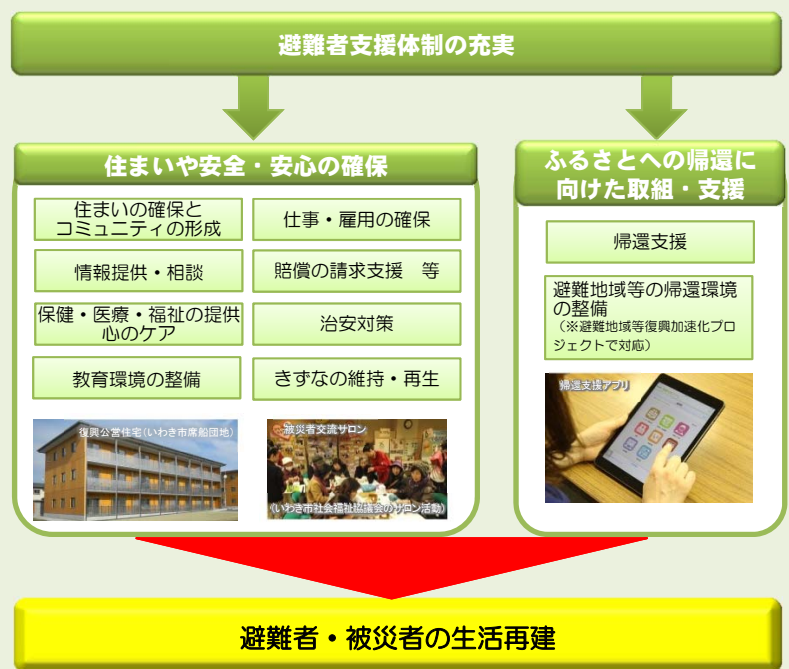 避難者支援体制の充実
住まいや安全・安心の確保
住まいの確保と
コミュニティの形成
仕事・雇用の確保
情報提供・相談
賠償の請求支援　等
保健・医療・福祉の提供
心のケア
治安対策
教育環境の整備
きずなの維持・再生
復興公営住宅(いわき市席船団地)
被災者交流サロン
(いわき市社会福祉協議会のサロン活動)
ふるさとへの帰還に
向けた取組・支援
帰還支援
避難地域等の帰還環境
の整備
(※避難地域等復興加速化プロ
ジェクトで対応)
帰還支援アプリ
避難者・被災者の生活再建